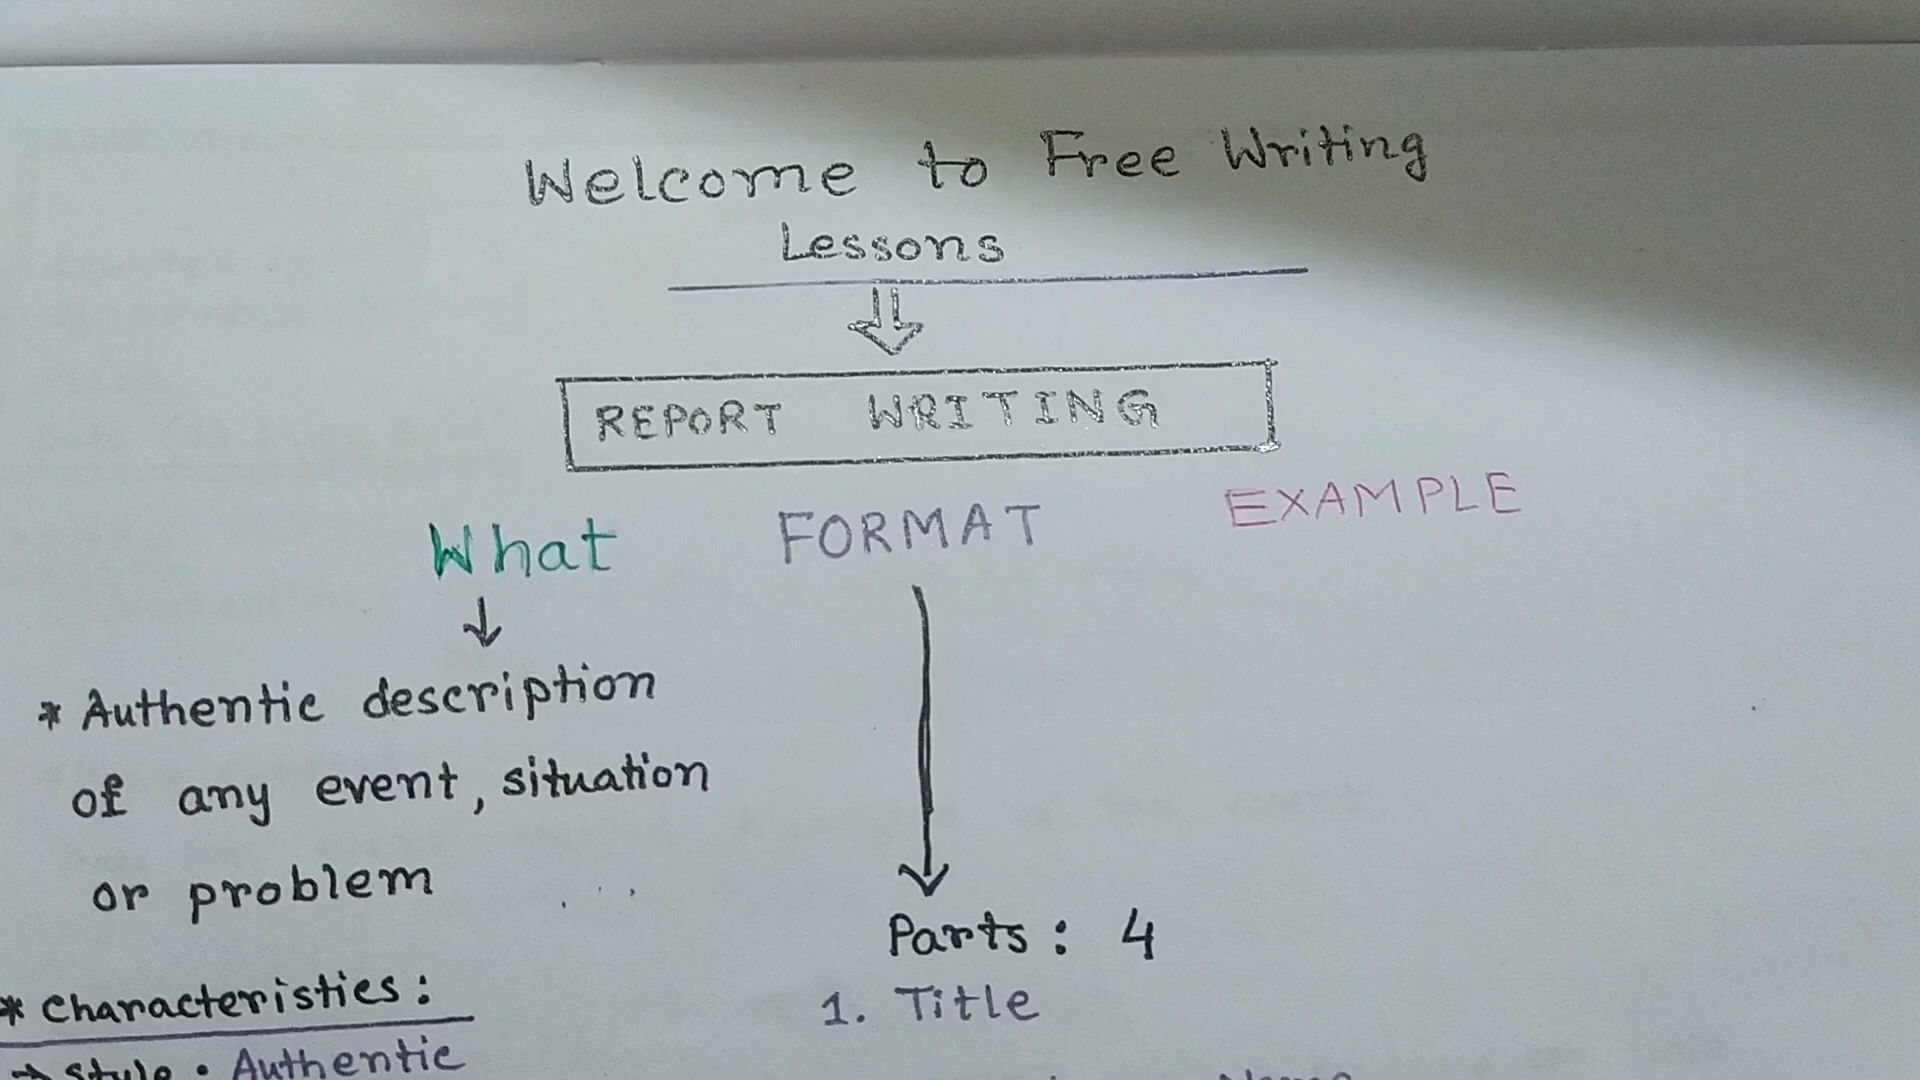 Welcome to Free Writing
Lessons
REPORT WRITING
What FORMAT EXAMPLE
* Authentic description
of any event, situation
or problem
Parts: 4
* Characteristics:
1. Title
→ Style: Authentic